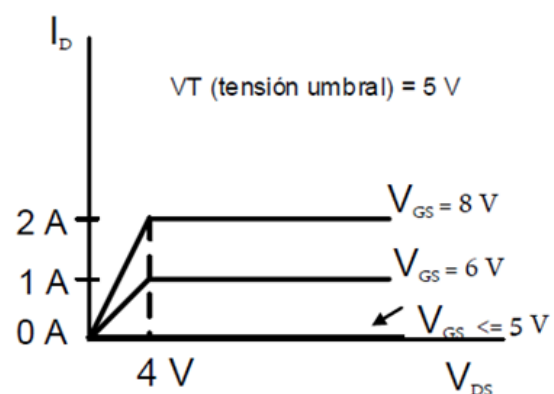 I_D
VT (tensión umbral) = 5 V
2 A
V_GS = 8 V
1 A
V_GS = 6 V
0 A
V_GS <= 5 V
4 V
V_DS